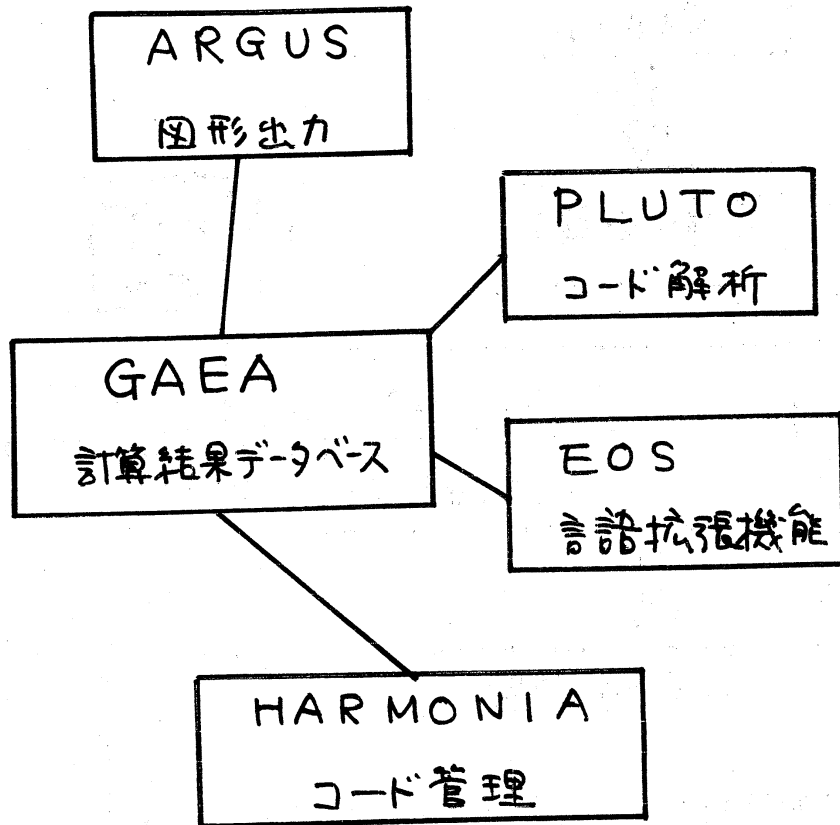 ARGUS
図形出力
PLUTO
コード解析
GAEA
計算結果データベース
EOS
言語拡張機能
HARMONIA
コード管理